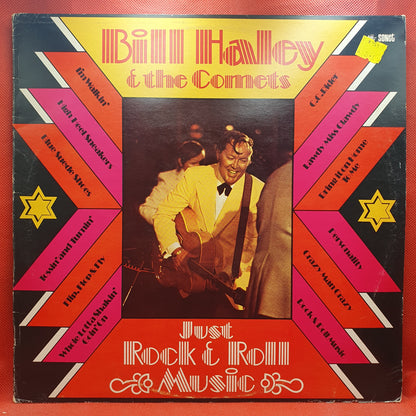 Bill Haley
& the Comets
SONET
I'm Walkin'
High Heel Sneakers
Blue Suede Shoes
Tossin' and Turnin'
Flip, Flop & Fly
Whole Lotta Shakin'
Goin' On
C.C. Rider
Lawdy Miss Clawdy
Bring It on Home
To Me
Personality
Crazy Man Crazy
Rock & Roll Music
Just
Rock & Roll
Music